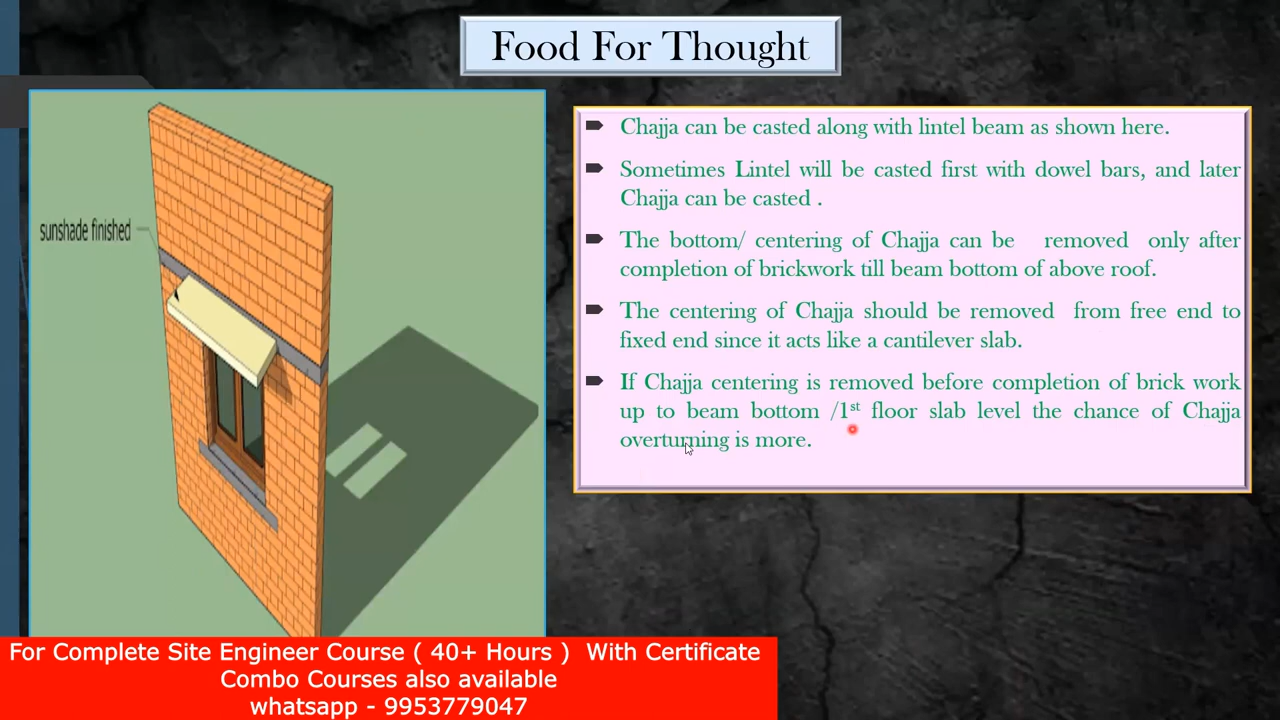 Food For Thought
sunshade finished
Chajja can be casted along with lintel beam as shown here.
Sometimes Lintel will be casted first with dowel bars, and later
Chajja can be casted .
The bottom/ centering of Chajja can be removed only after
completion of brickwork till beam bottom of above roof.
The centering of Chajja should be removed from free end to
fixed end since it acts like a cantilever slab.
If Chajja centering is removed before completion of brick work
up to beam bottom /1st floor slab level the chance of Chajja
overturning is more.
For Complete Site Engineer Course ( 40+ Hours ) With Certificate
Combo Courses also available
whatsapp - 9953779047